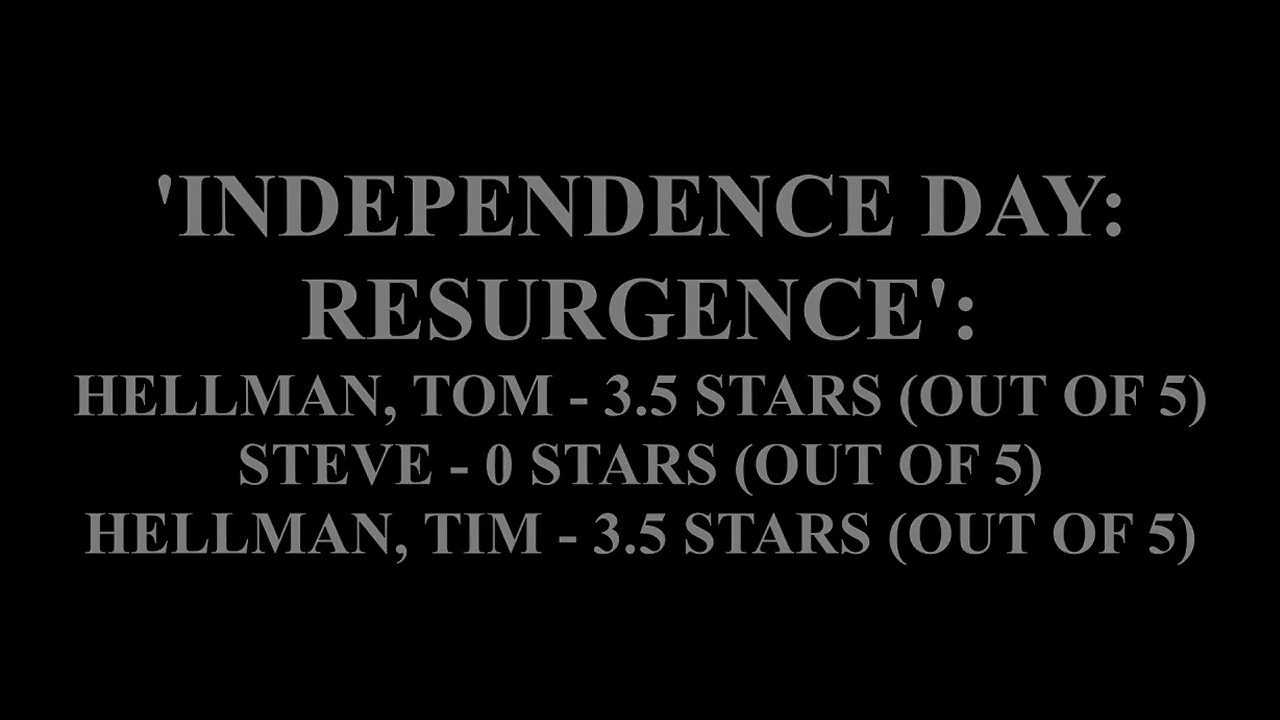 'INDEPENDENCE DAY:
RESURGENCE':
HELLMAN, TOM - 3.5 STARS (OUT OF 5)
STEVE - 0 STARS (OUT OF 5)
HELLMAN, TIM - 3.5 STARS (OUT OF 5)